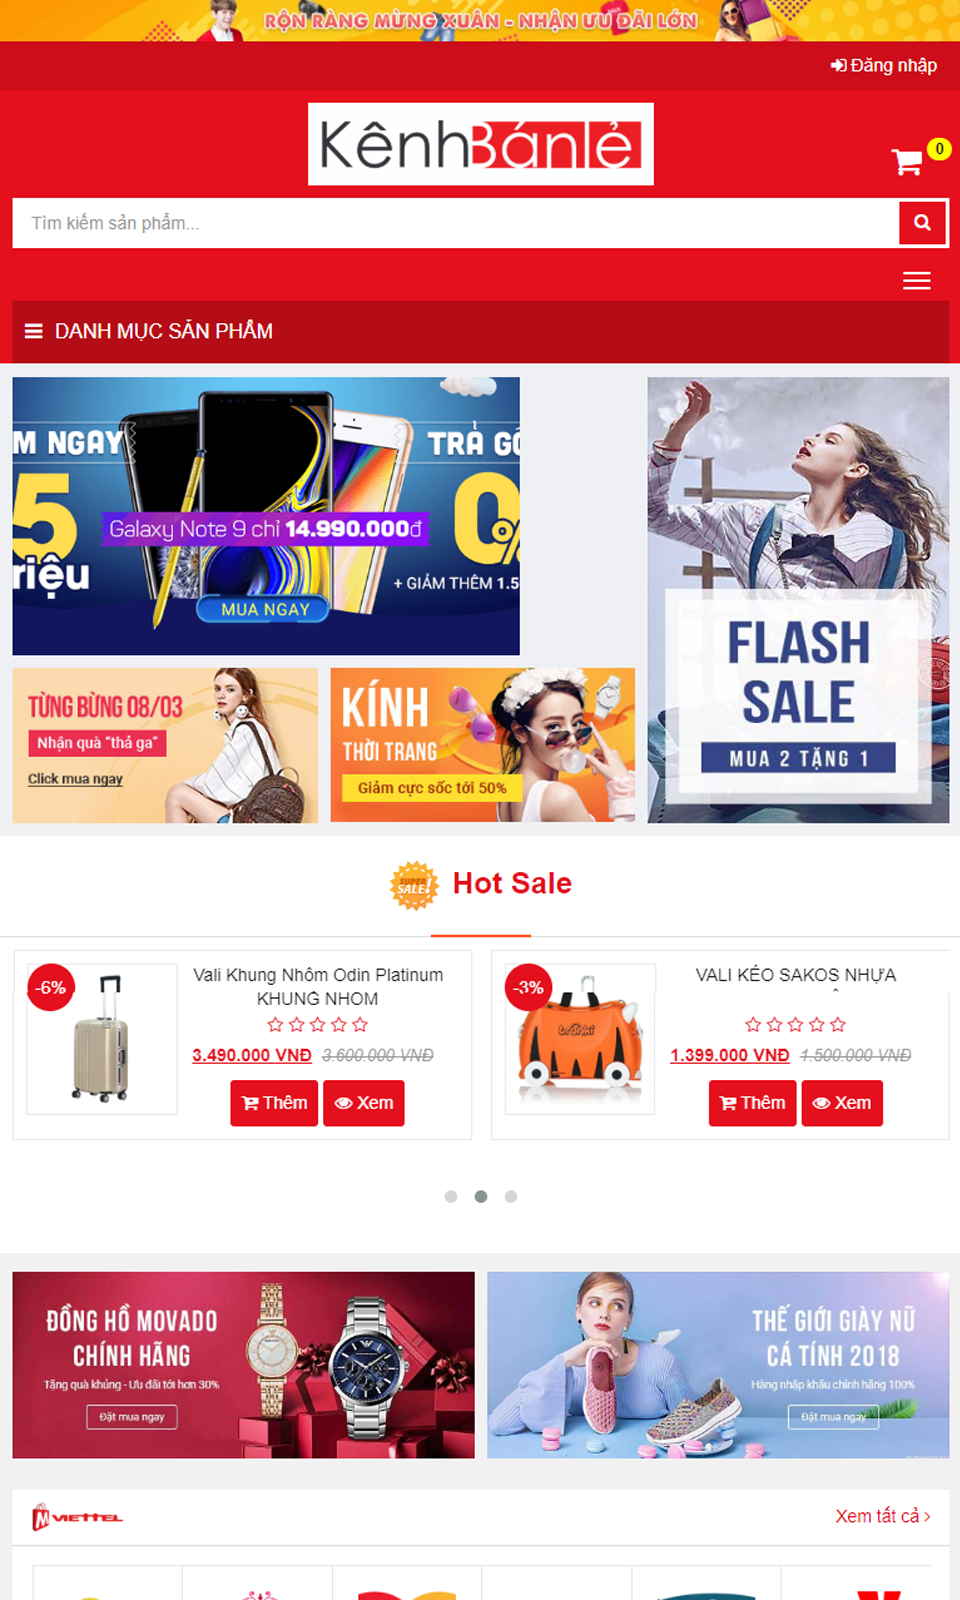 RỘN RÀNG MỪNG XUÂN - NHẬN ƯU ĐÃI LỚN
Đăng nhập
KênhBánlẻ
0
Tìm kiếm sản phẩm...
DANH MỤC SẢN PHẨM
M NGAY
TRẢ GÓ
5
riệu
0%
Galaxy Note 9 chỉ 14.990.000đ
+ GIẢM THÊM 1.5
MUA NGAY
FLASH
SALE
MUA 2 TẶNG 1
TỪNG BỪNG 08/03
Nhận quà "thả ga"
Click mua ngay
KÍNH
THỜI TRANG
Giảm cực sốc tới 50%
SUPER
SALE!
Hot Sale
-6%
Vali Khung Nhôm Odin Platinum
KHUNG NHOM
3.490.000 VNĐ 3.600.000 VNĐ
Thêm Xem
-3%
VALI KÉO SAKOS NHỰA
Trunki
1.399.000 VNĐ 1.500.000 VNĐ
Thêm Xem
ĐỒNG HỒ MOVADO
CHÍNH HÃNG
Tặng quà khủng - Ưu đãi tới hơn 30%
Đặt mua ngay
THẾ GIỚI GIÀY NỮ
CÁ TÍNH 2018
Hàng nhập khẩu chính hãng 100%
Đặt mua ngay
M VIETTEL
Xem tất cả